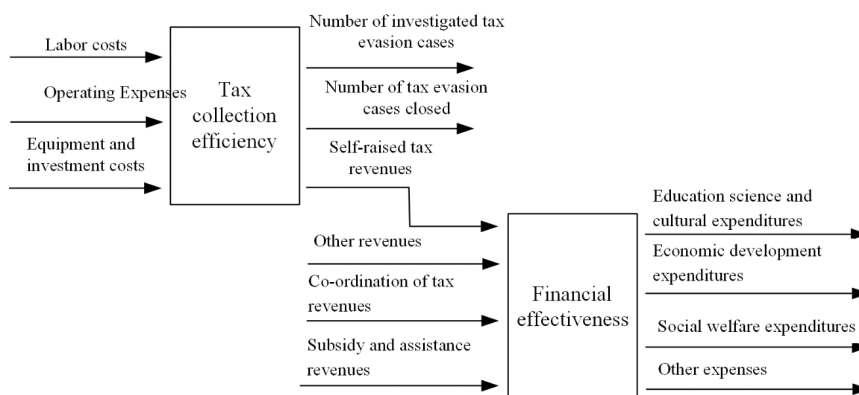 Labor costs
Operating Expenses
Equipment and
investment costs
Tax
collection
efficiency
Number of investigated tax
evasion cases
Number of tax evasion
cases closed
Self-raised tax
revenues
Other revenues
Co-ordination of tax
revenues
Subsidy and assistance
revenues
Financial
effectiveness
Education science and
cultural expenditures
Economic development
expenditures
Social welfare expenditures
Other expenses